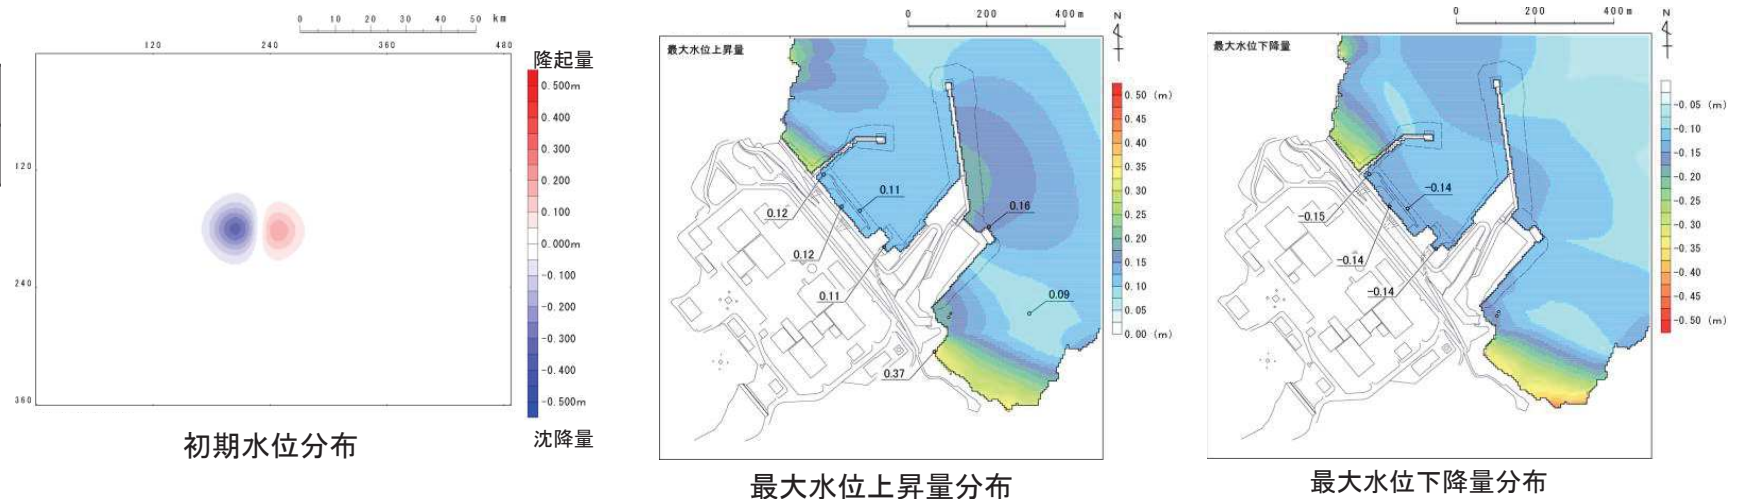 0 10 20 30 40 50 km
120 240 360 480
120
240
360
隆起量
0.500m
0.400
0.300
0.200
0.100
0.000m
-0.100
-0.200
-0.300
-0.400
-0.500m
沈降量
初期水位分布
0 200 400m
N
最大水位上昇量
0.12
0.11
0.16
0.12
0.11
0.09
0.37
0.50 (m)
0.45
0.40
0.35
0.30
0.25
0.20
0.15
0.10
0.05
0.00 (m)
最大水位上昇量分布
0 200 400m
N
最大水位下降量
-0.14
-0.15
-0.14
-0.14
-0.05 (m)
-0.10
-0.15
-0.20
-0.25
-0.30
-0.35
-0.40
-0.45
-0.50 (m)
最大水位下降量分布